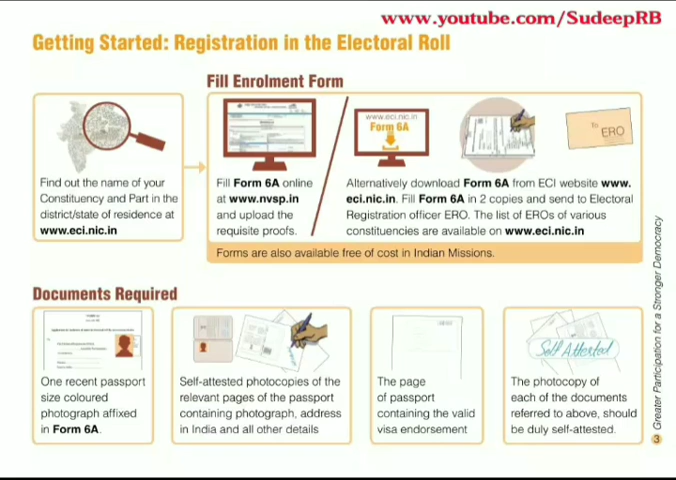 www.youtube.com/SudeepRB
Getting Started: Registration in the Electoral Roll
Fill Enrolment Form
Find out the name of your
Constituency and Part in the
district/state of residence at
www.eci.nic.in
Fill Form 6A online
at www.nvsp.in
and upload the
requisite proofs.
www.eci.nic.in
Form 6A
To
ERO
Alternatively download Form 6A from ECI website www.
eci.nic.in. Fill Form 6A in 2 copies and send to Electoral
Registration officer ERO. The list of EROs of various
constituencies are available on www.eci.nic.in
Forms are also available free of cost in Indian Missions.
Documents Required
One recent passport
size coloured
photograph affixed
in Form 6A.
Self-attested photocopies of the
relevant pages of the passport
containing photograph, address
in India and all other details
The page
of passport
containing the valid
visa endorsement
Self Attested
The photocopy of
each of the documents
referred to above, should
be duly self-attested.
Greater Participation for a Stronger Democracy
3